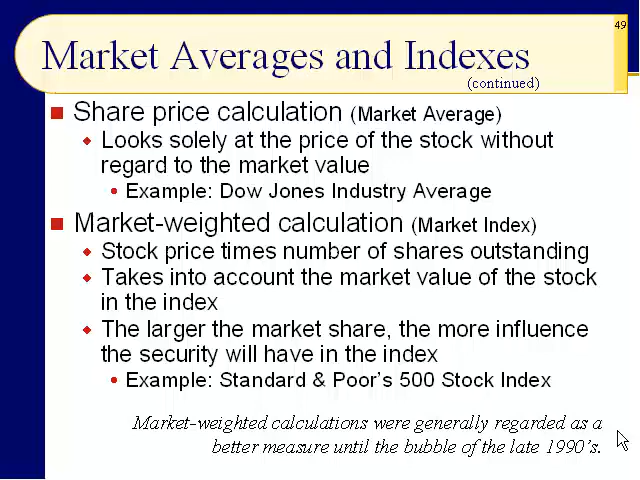 49
Market Averages and Indexes
(continued)
Share price calculation (Market Average)
Looks solely at the price of the stock without
regard to the market value
Example: Dow Jones Industry Average
Market-weighted calculation (Market Index)
Stock price times number of shares outstanding
Takes into account the market value of the stock
in the index
The larger the market share, the more influence
the security will have in the index
Example: Standard & Poor's 500 Stock Index
Market-weighted calculations were generally regarded as a
better measure until the bubble of the late 1990's.